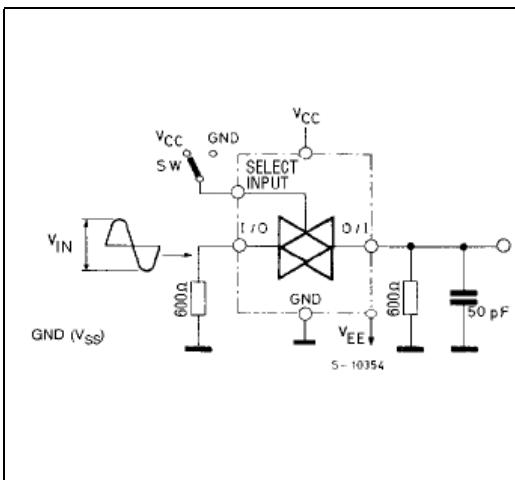 VCC
VCC GND
SW
SELECT
INPUT
I/O
O/I
VIN
600Ω
GND
VEE
600Ω
50 pF
GND (VSS)
S-10354